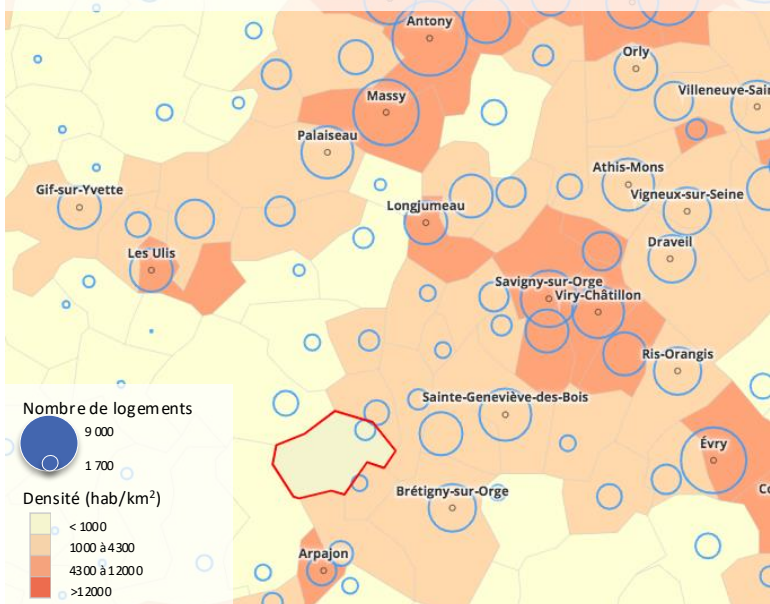 Antony
Orly
Massy
Villeneuve-Sain
Palaiseau
Athis-Mons
Gif-sur-Yvette
Vigneux-sur-Seine
Longjumeau
Draveil
Les Ulis
Savigny-sur-Orge
Viry-Châtillon
Ris-Orangis
Sainte-Geneviève-des-Bois
Évry
Brétigny-sur-Orge
Co
Arpajon
Nombre de logements
9 000
1 700
Densité (hab/km²)
< 1000
1000 à 4300
4300 à 12000
>12000